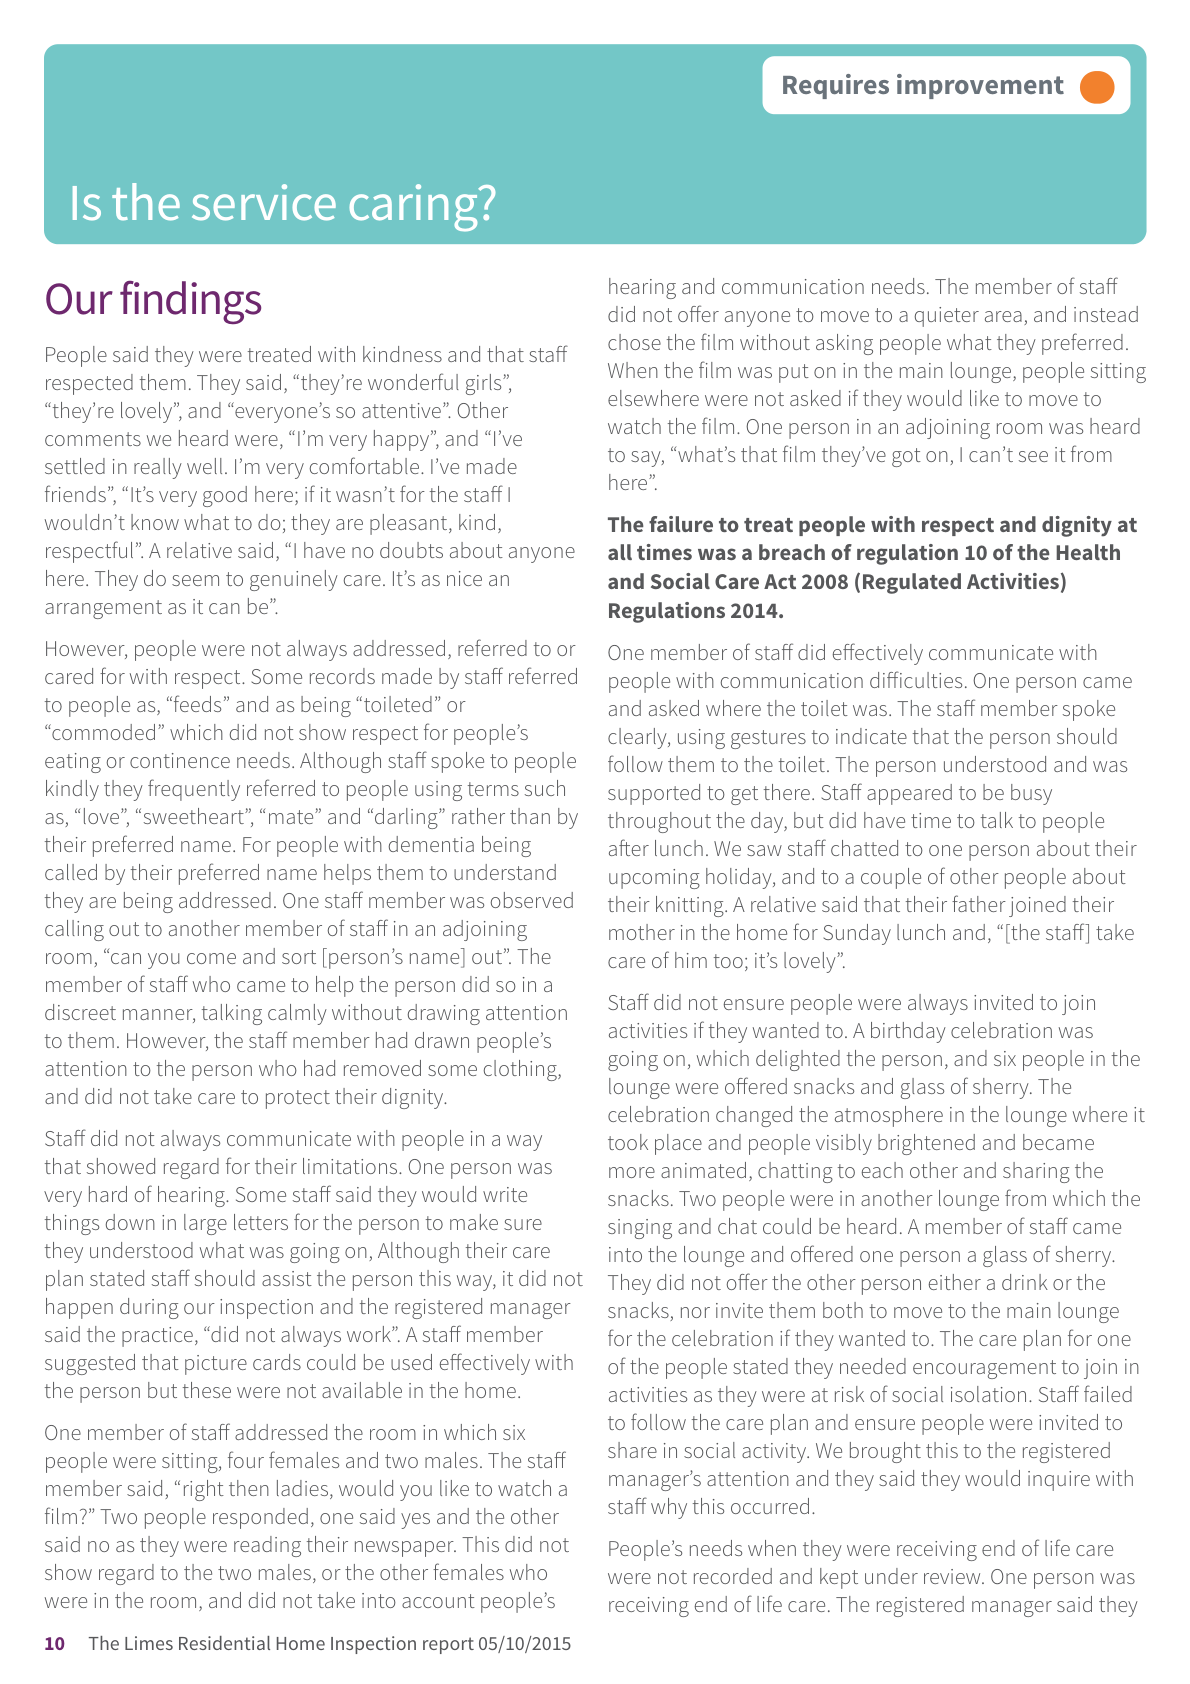 Requires improvement
Is the service caring?
Our findings
People said they were treated with kindness and that staff
respected them. They said, “they’re wonderful girls”,
“they’re lovely”, and “everyone’s so attentive”. Other
comments we heard were, “I’m very happy”, and “I’ve
settled in really well. I’m very comfortable. I’ve made
friends”, “It’s very good here; if it wasn’t for the staff I
wouldn’t know what to do; they are pleasant, kind,
respectful”. A relative said, “I have no doubts about anyone
here. They do seem to genuinely care. It’s as nice an
arrangement as it can be”.
However, people were not always addressed, referred to or
cared for with respect. Some records made by staff referred
to people as, “feeds” and as being “toileted” or
“commoded” which did not show respect for people’s
eating or continence needs. Although staff spoke to people
kindly they frequently referred to people using terms such
as, “love”, “sweetheart”, “mate” and “darling” rather than by
their preferred name. For people with dementia being
called by their preferred name helps them to understand
they are being addressed. One staff member was observed
calling out to another member of staff in an adjoining
room, “can you come and sort [person’s name] out”. The
member of staff who came to help the person did so in a
discreet manner, talking calmly without drawing attention
to them. However, the staff member had drawn people’s
attention to the person who had removed some clothing,
and did not take care to protect their dignity.
Staff did not always communicate with people in a way
that showed regard for their limitations. One person was
very hard of hearing. Some staff said they would write
things down in large letters for the person to make sure
they understood what was going on, Although their care
plan stated staff should assist the person this way, it did not
happen during our inspection and the registered manager
said the practice, “did not always work”. A staff member
suggested that picture cards could be used effectively with
the person but these were not available in the home.
One member of staff addressed the room in which six
people were sitting, four females and two males. The staff
member said, “right then ladies, would you like to watch a
film?” Two people responded, one said yes and the other
said no as they were reading their newspaper. This did not
show regard to the two males, or the other females who
were in the room, and did not take into account people’s
hearing and communication needs. The member of staff
did not offer anyone to move to a quieter area, and instead
chose the film without asking people what they preferred.
When the film was put on in the main lounge, people sitting
elsewhere were not asked if they would like to move to
watch the film. One person in an adjoining room was heard
to say, “what’s that film they’ve got on, I can’t see it from
here”.
The failure to treat people with respect and dignity at
all times was a breach of regulation 10 of the Health
and Social Care Act 2008 (Regulated Activities)
Regulations 2014.
One member of staff did effectively communicate with
people with communication difficulties. One person came
and asked where the toilet was. The staff member spoke
clearly, using gestures to indicate that the person should
follow them to the toilet. The person understood and was
supported to get there. Staff appeared to be busy
throughout the day, but did have time to talk to people
after lunch. We saw staff chatted to one person about their
upcoming holiday, and to a couple of other people about
their knitting. A relative said that their father joined their
mother in the home for Sunday lunch and, “[the staff] take
care of him too; it’s lovely”.
Staff did not ensure people were always invited to join
activities if they wanted to. A birthday celebration was
going on, which delighted the person, and six people in the
lounge were offered snacks and glass of sherry. The
celebration changed the atmosphere in the lounge where it
took place and people visibly brightened and became
more animated, chatting to each other and sharing the
snacks. Two people were in another lounge from which the
singing and chat could be heard. A member of staff came
into the lounge and offered one person a glass of sherry.
They did not offer the other person either a drink or the
snacks, nor invite them both to move to the main lounge
for the celebration if they wanted to. The care plan for one
of the people stated they needed encouragement to join in
activities as they were at risk of social isolation. Staff failed
to follow the care plan and ensure people were invited to
share in social activity. We brought this to the registered
manager’s attention and they said they would inquire with
staff why this occurred.
People’s needs when they were receiving end of life care
were not recorded and kept under review. One person was
receiving end of life care. The registered manager said they
10 The Limes Residential Home Inspection report 05/10/2015